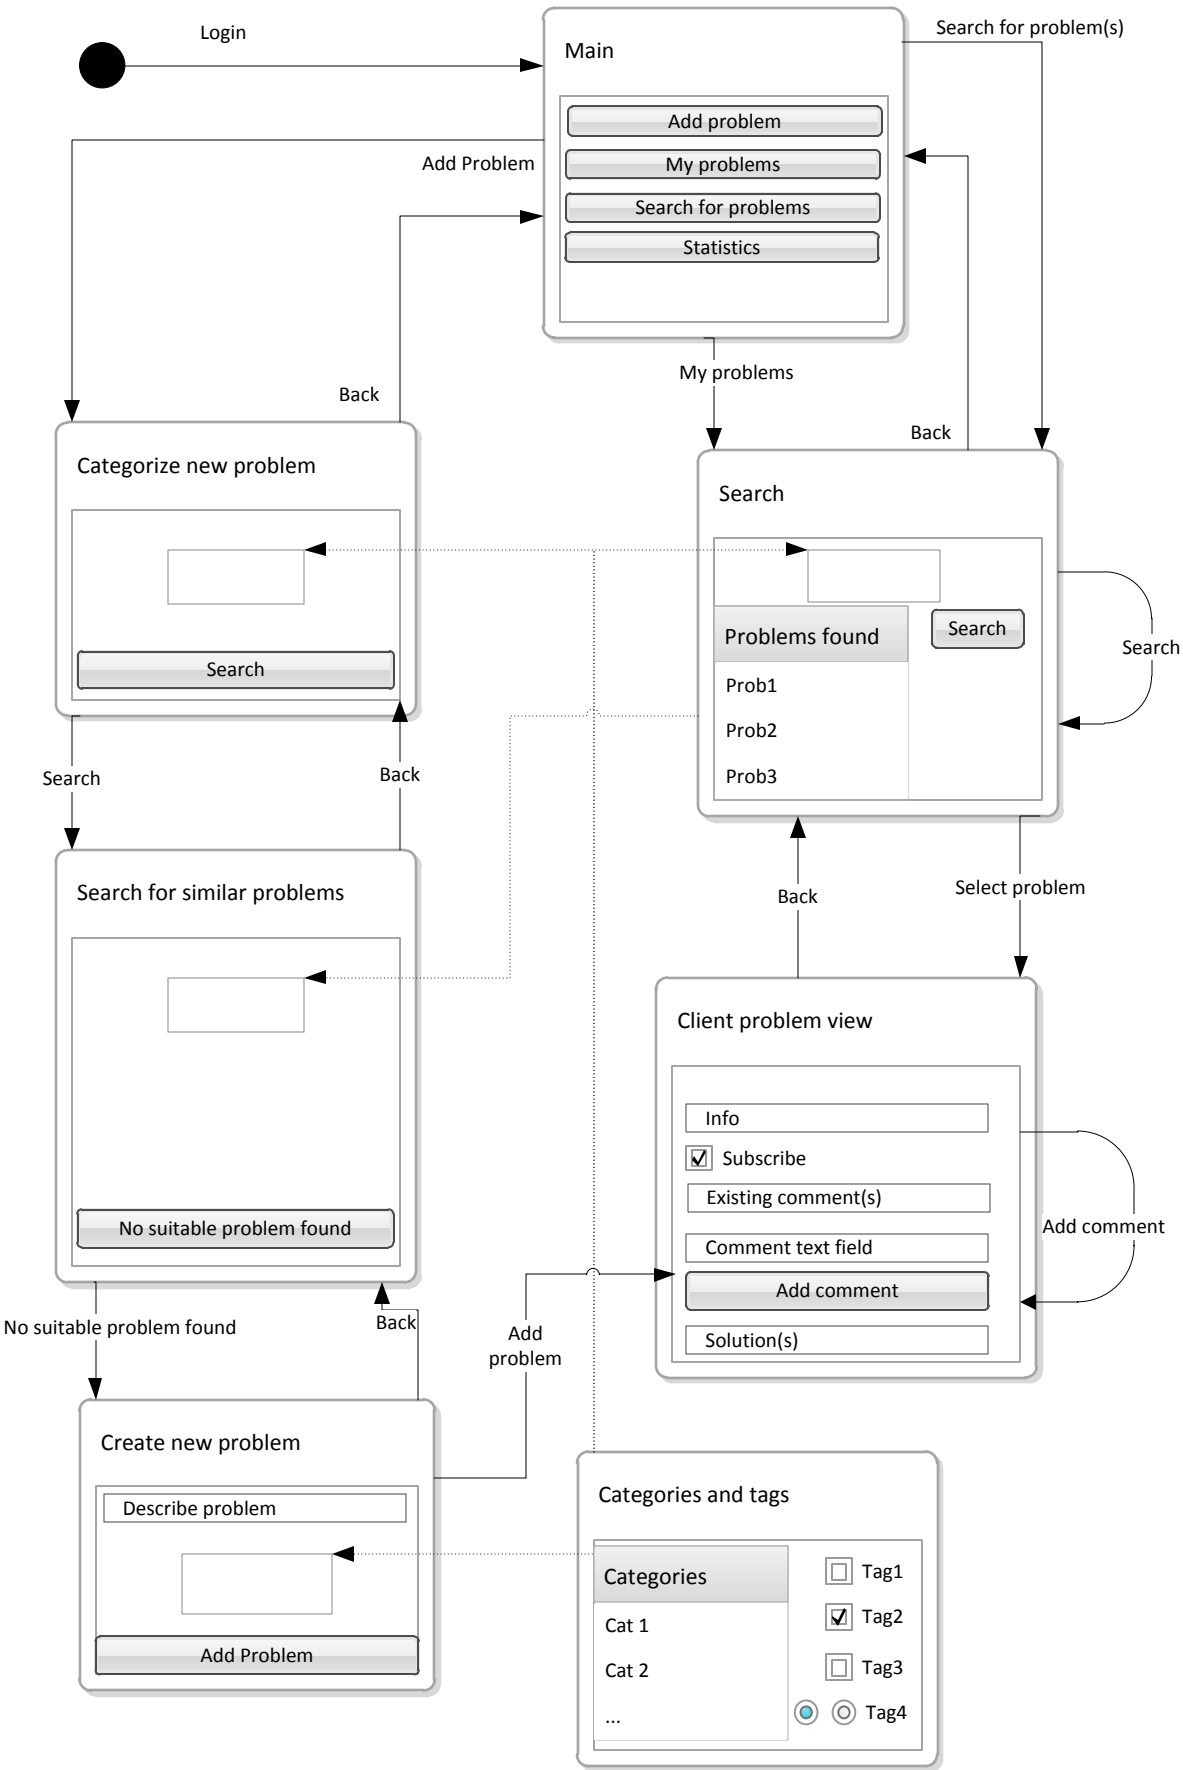 Login
Search for problem(s)
Main
Add problem
My problems
Search for problems
Statistics
Add Problem
My problems
Back
Back
Categorize new problem
Search
Search
Search
Problems found
Search
Prob1
Prob2
Prob3
Search
Back
Search
Back
Select problem
Search for similar problems
No suitable problem found
Client problem view
Info
Subscribe
Existing comment(s)
Comment text field
Add comment
Solution(s)
Add comment
No suitable problem found
Back
Add
problem
Create new problem
Describe problem
Add Problem
Categories and tags
Categories
Cat 1
Cat 2
...
Tag1
Tag2
Tag3
Tag4